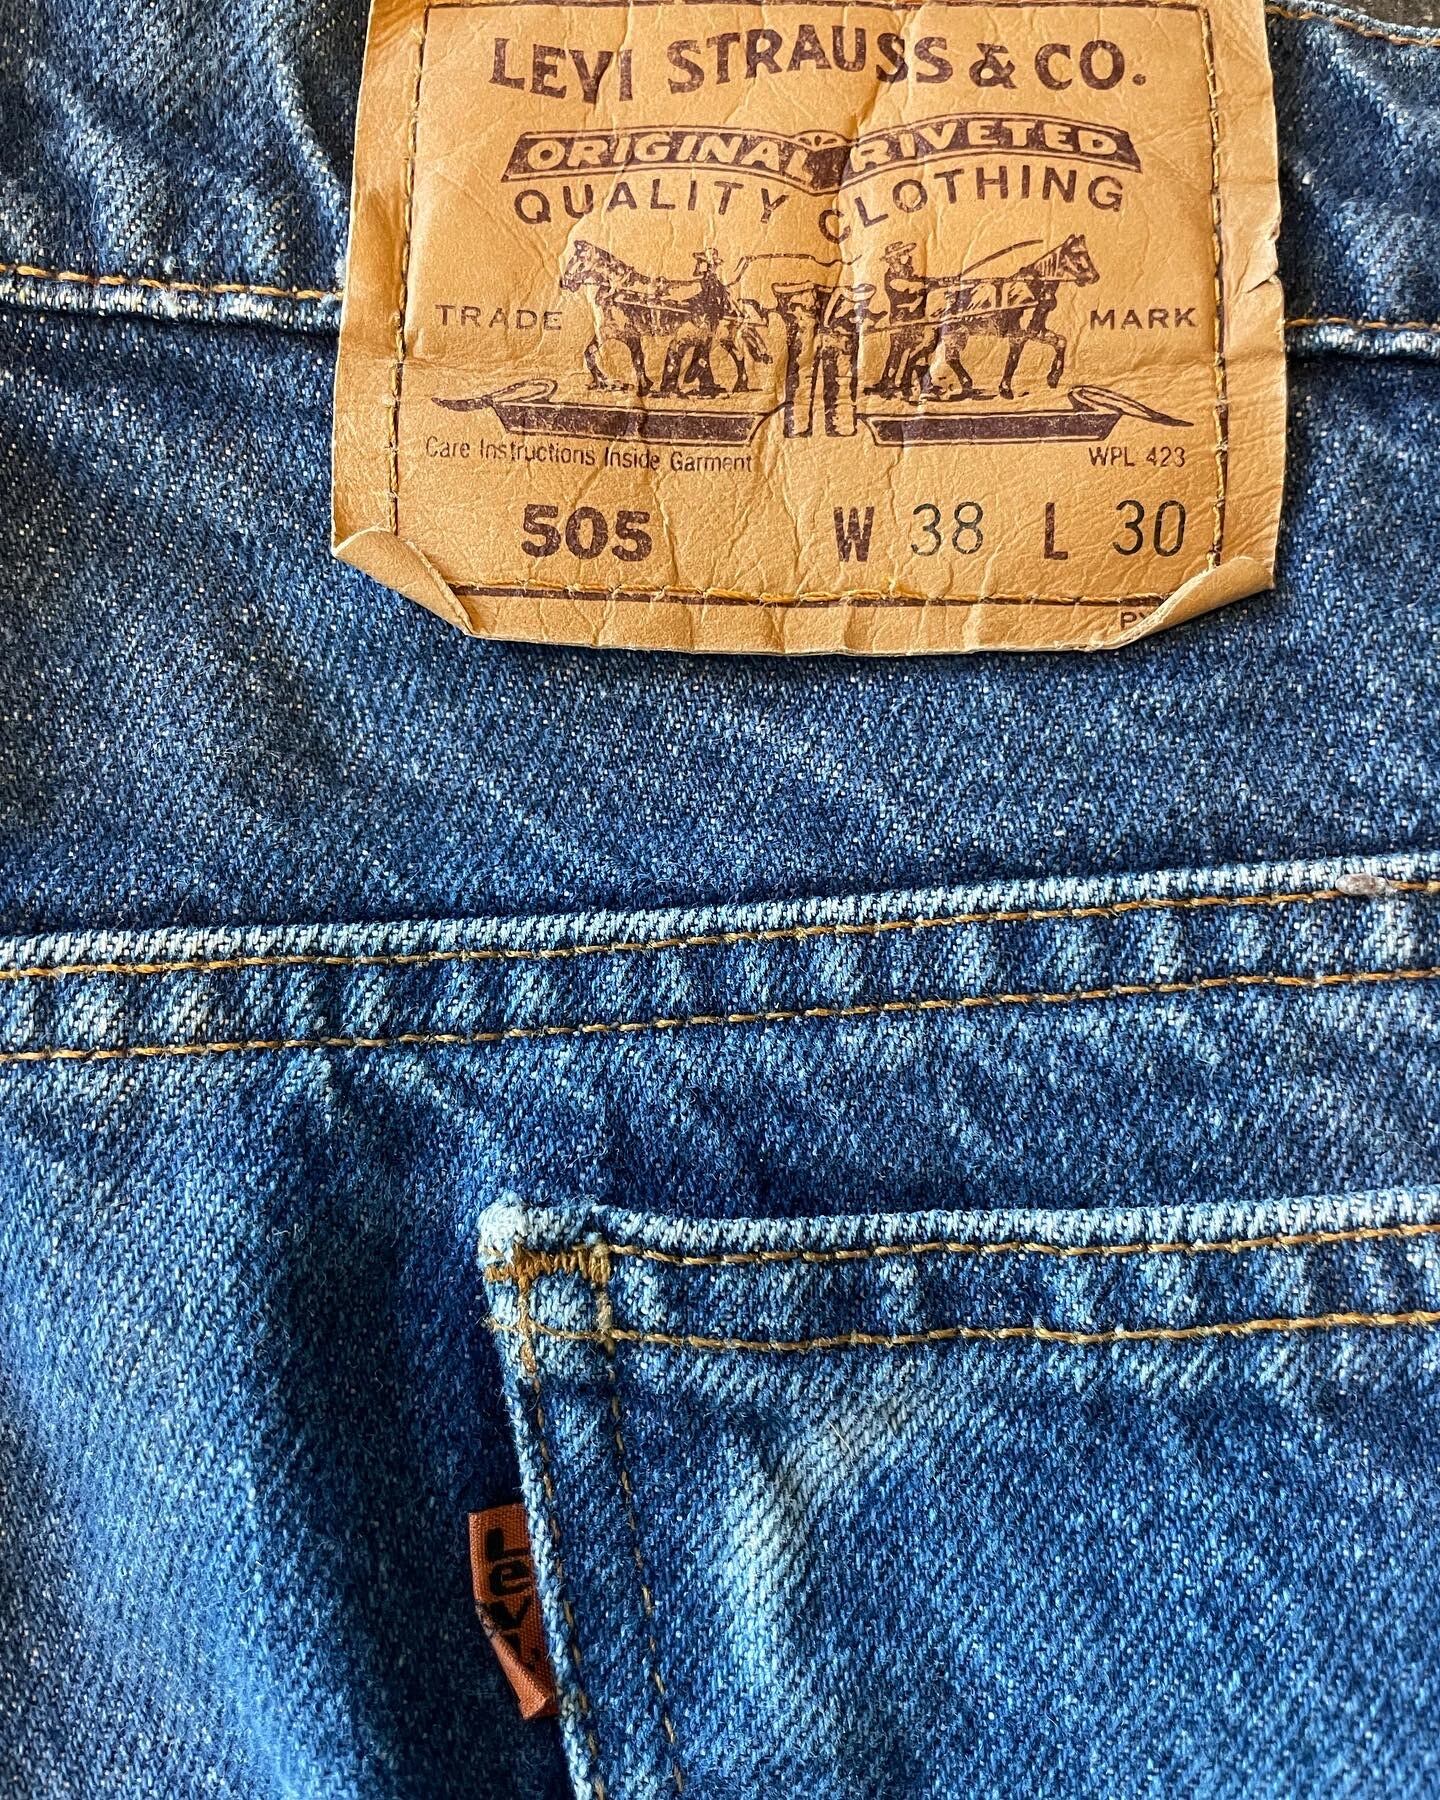 LEVI STRAUSS & CO.
ORIGINAL RIVETED
QUALITY CLOTHING
TRADE MARK
Care Instructions Inside Garment WPL 423
505 W 38 L 30
Levi